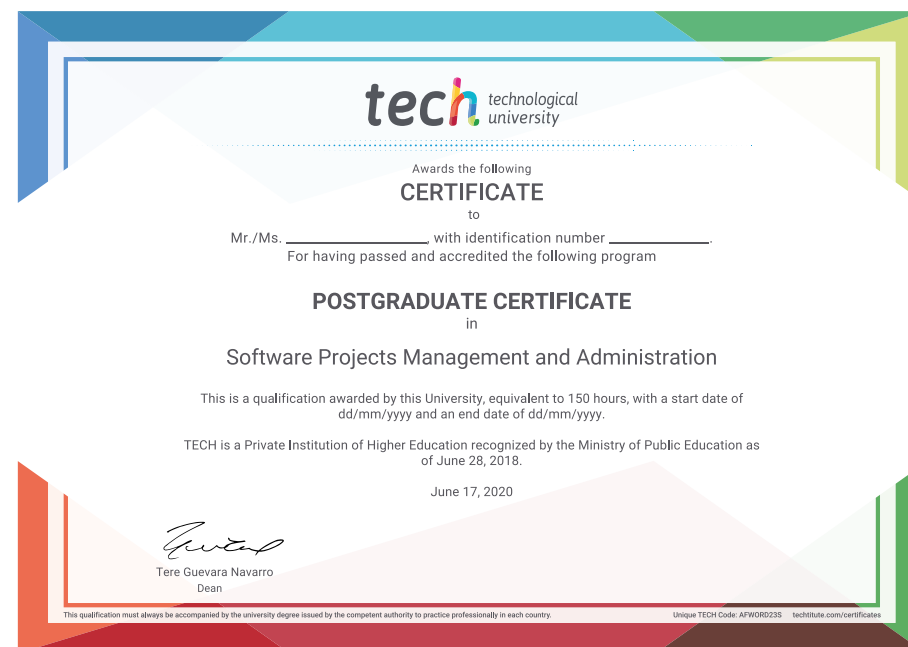 tech technological
university
Awards the following
CERTIFICATE
to
Mr./Ms. ____________________, with identification number ______________.
For having passed and accredited the following program
POSTGRADUATE CERTIFICATE
in
Software Projects Management and Administration
This is a qualification awarded by this University, equivalent to 150 hours, with a start date of
dd/mm/yyyy and an end date of dd/mm/yyyy.
TECH is a Private Institution of Higher Education recognized by the Ministry of Public Education as
of June 28, 2018.
June 17, 2020
Tere Guevara Navarro
Dean
This qualification must always be accompanied by the university degree issued by the competent authority to practice professionally in each country. Unique TECH Code: AFWORD23S techtitute.com/certificates